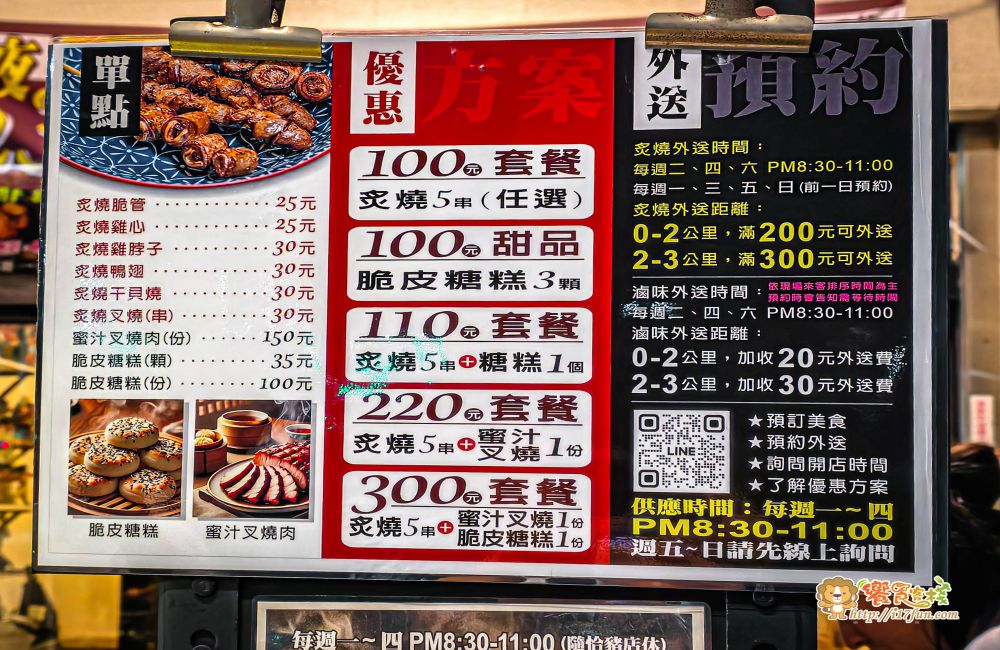 單點
炙燒脆管 ············ 25元
炙燒雞心 ············ 25元
炙燒雞脖子 ·········· 30元
炙燒鴨翅 ············ 30元
炙燒干貝燒 ·········· 30元
炙燒叉燒(串) ········ 30元
蜜汁叉燒肉(份) ······ 150元
脆皮糖糕(顆) ········ 35元
脆皮糖糕(份) ········ 100元
脆皮糖糕
蜜汁叉燒肉
優惠方案
100元 套餐
炙燒5串(任選)
100元 甜品
脆皮糖糕3顆
110元 套餐
炙燒5串+糖糕1個
220元 套餐
炙燒5串+蜜汁叉燒1份
300元 套餐
炙燒5串+蜜汁叉燒1份
脆皮糖糕1份
外送預約
炙燒外送時間:
每週二、四、六 PM8:30-11:00
每週一、三、五、日(前一日預約)
炙燒外送距離:
0-2公里,滿200元可外送
2-3公里,滿300元可外送
滷味外送時間:
依現場來客排序時間為主
預約時會告知需等待時間
每週二、四、六 PM8:30-11:00
滷味外送距離:
0-2公里,加收20元外送費
2-3公里,加收30元外送費
LINE
★預訂美食
★預約外送
★詢問開店時間
★了解優惠方案
供應時間:每週一~四
PM8:30-11:00
週五~日請先線上詢問
每週一~四 PM8:30-11:00 (隨恰豬店休)
饗食客棧
http://i17fun.com